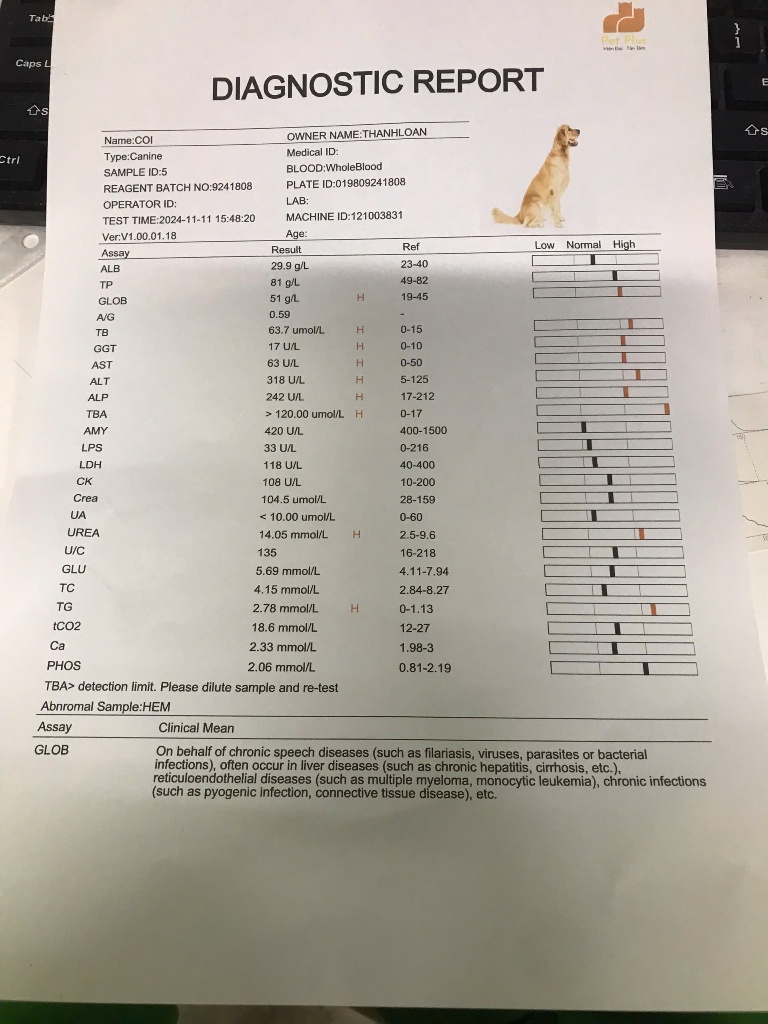 Tab
Caps L
Ctrl
Pet Plus
Hiện Đại Tận Tâm
DIAGNOSTIC REPORT
Name:COI OWNER NAME:THANHLOAN
Type:Canine Medical ID:
SAMPLE ID:5 BLOOD:WholeBlood
REAGENT BATCH NO:9241808 PLATE ID:019809241808
OPERATOR ID: LAB:
TEST TIME:2024-11-11 15:48:20 MACHINE ID:121003831
Ver:V1.00.01.18 Age:
Assay Result Ref Low Normal High
ALB 29.9 g/L 23-40
TP 81 g/L 49-82
GLOB 51 g/L H 19-45
A/G 0.59 -
TB 63.7 umol/L H 0-15
GGT 17 U/L H 0-10
AST 63 U/L H 0-50
ALT 318 U/L H 5-125
ALP 242 U/L H 17-212
TBA > 120.00 umol/L H 0-17
AMY 420 U/L 400-1500
LPS 33 U/L 0-216
LDH 118 U/L 40-400
CK 108 U/L 10-200
Crea 104.5 umol/L 28-159
UA < 10.00 umol/L 0-60
UREA 14.05 mmol/L H 2.5-9.6
U/C 135 16-218
GLU 5.69 mmol/L 4.11-7.94
TC 4.15 mmol/L 2.84-8.27
TG 2.78 mmol/L H 0-1.13
tCO2 18.6 mmol/L 12-27
Ca 2.33 mmol/L 1.98-3
PHOS 2.06 mmol/L 0.81-2.19
TBA> detection limit. Please dilute sample and re-test
Abnromal Sample:HEM
Assay Clinical Mean
GLOB On behalf of chronic speech diseases (such as filariasis, viruses, parasites or bacterial
infections), often occur in liver diseases (such as chronic hepatitis, cirrhosis, etc.),
reticuloendothelial diseases (such as multiple myeloma, monocytic leukemia), chronic infections
(such as pyogenic infection, connective tissue disease), etc.